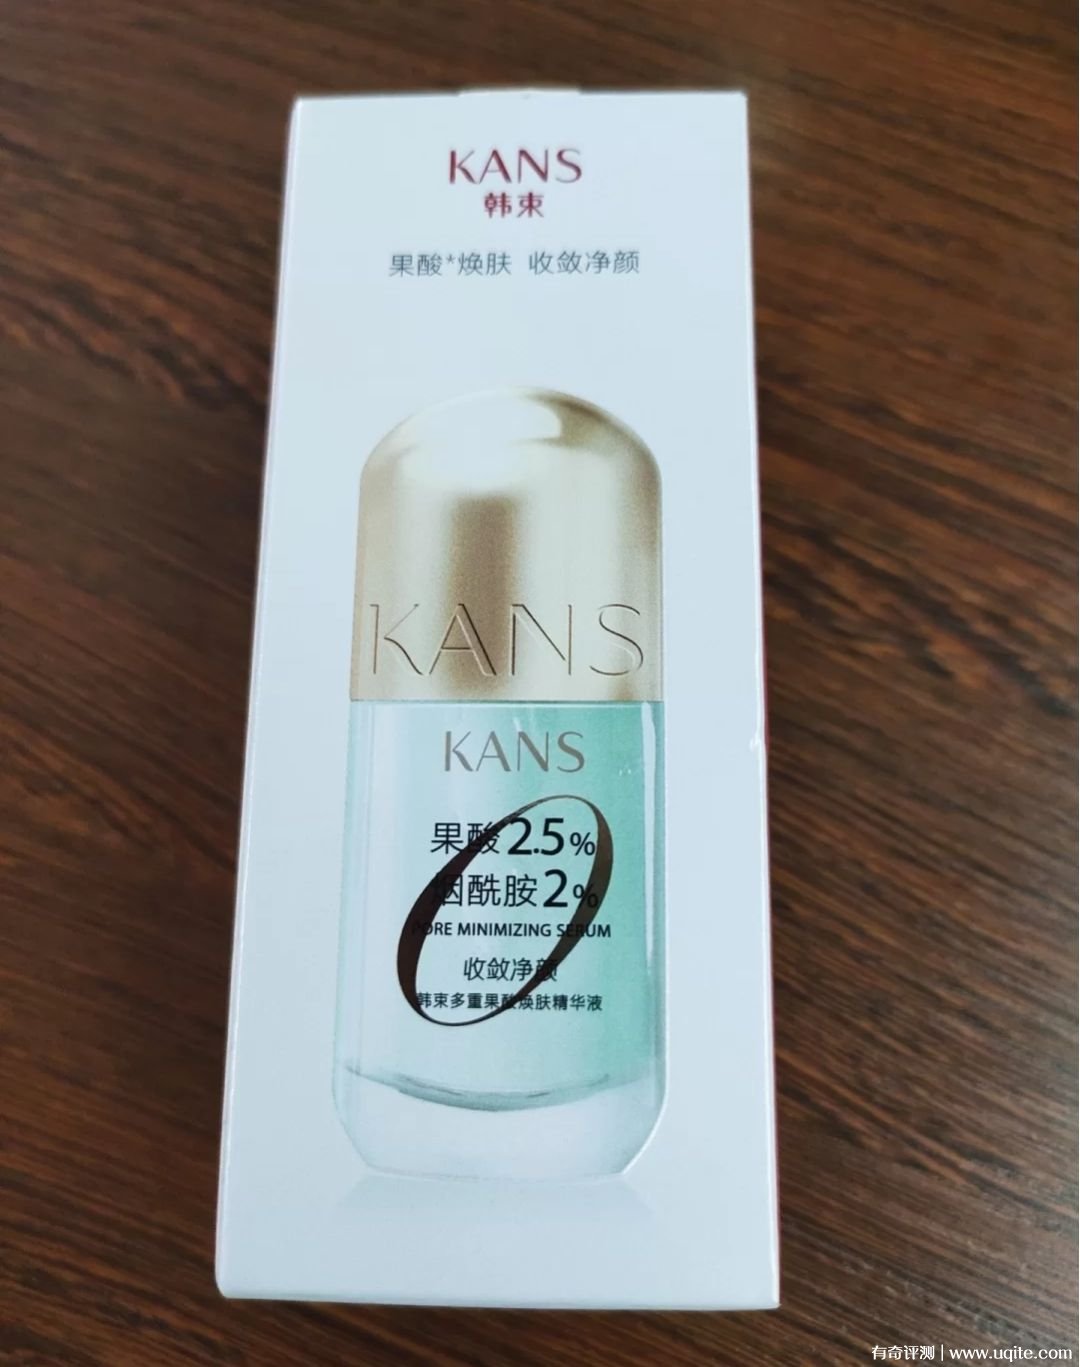 KANS
韩束
果酸*焕肤 收敛净颜
KANS
KANS
果酸2.5%
烟酰胺2%
PORE MINIMIZING SERUM
收敛净颜
韩束多重果酸焕肤精华液
有奇评测 | www.uqite.com